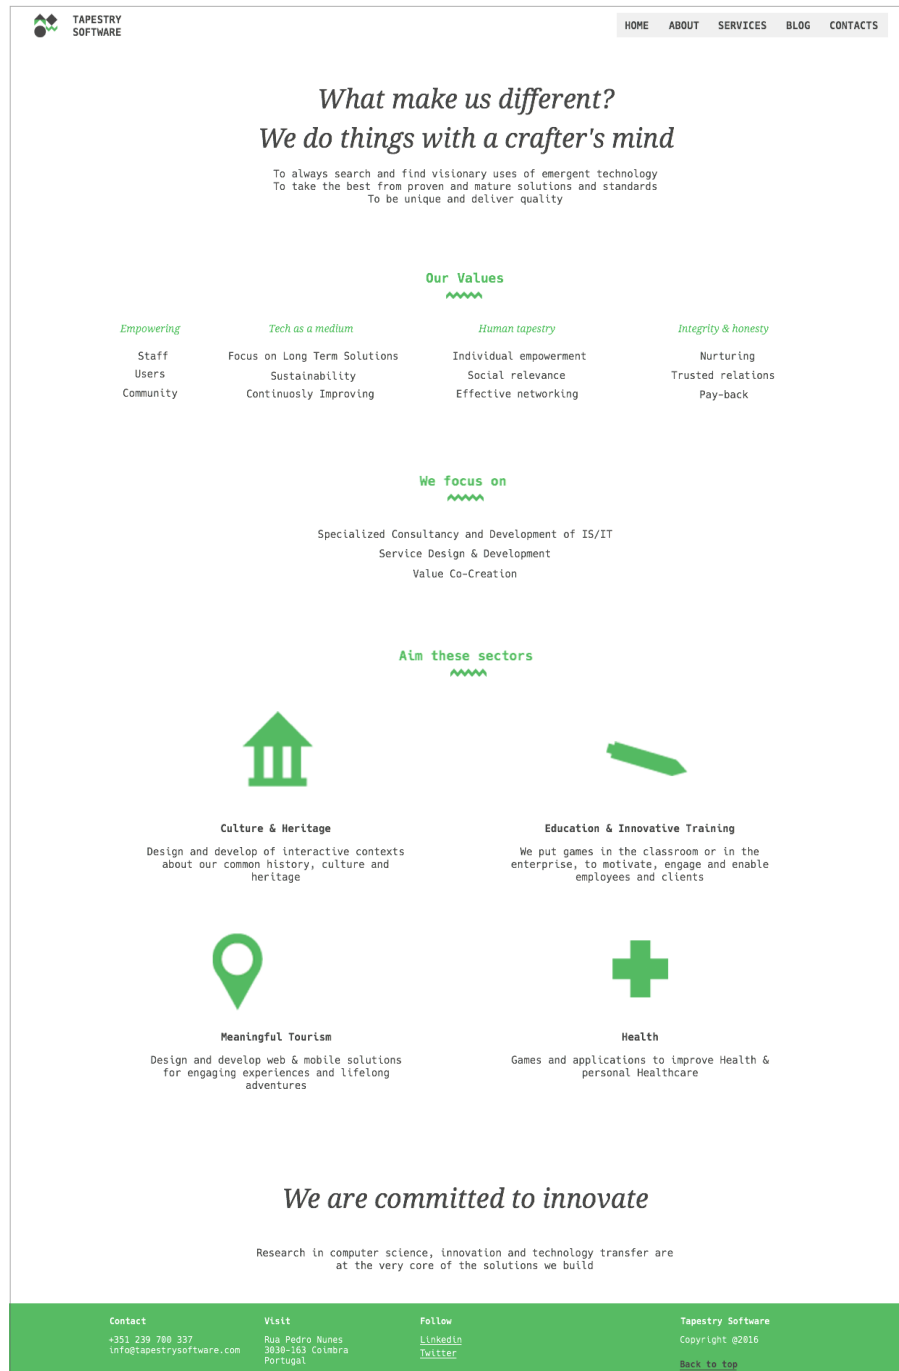 TAPESTRY
SOFTWARE
HOME ABOUT SERVICES BLOG CONTACTS
What make us different?
We do things with a crafter's mind
To always search and find visionary uses of emergent technology
To take the best from proven and mature solutions and standards
To be unique and deliver quality
Our Values
Empowering
Staff
Users
Community
Tech as a medium
Focus on Long Term Solutions
Sustainability
Continuosly Improving
Human tapestry
Individual empowerment
Social relevance
Effective networking
Integrity & honesty
Nurturing
Trusted relations
Pay-back
We focus on
Specialized Consultancy and Development of IS/IT
Service Design & Development
Value Co-Creation
Aim these sectors
Culture & Heritage
Design and develop of interactive contexts
about our common history, culture and
heritage
Education & Innovative Training
We put games in the classroom or in the
enterprise, to motivate, engage and enable
employees and clients
Meaningful Tourism
Design and develop web & mobile solutions
for engaging experiences and lifelong
adventures
Health
Games and applications to improve Health &
personal Healthcare
We are committed to innovate
Research in computer science, innovation and technology transfer are
at the very core of the solutions we build
Contact
+351 239 700 337
info@tapestrysoftware.com
Visit
Rua Pedro Nunes
3030-163 Coimbra
Portugal
Follow
Linkedin
Twitter
Tapestry Software
Copyright @2016
Back to top